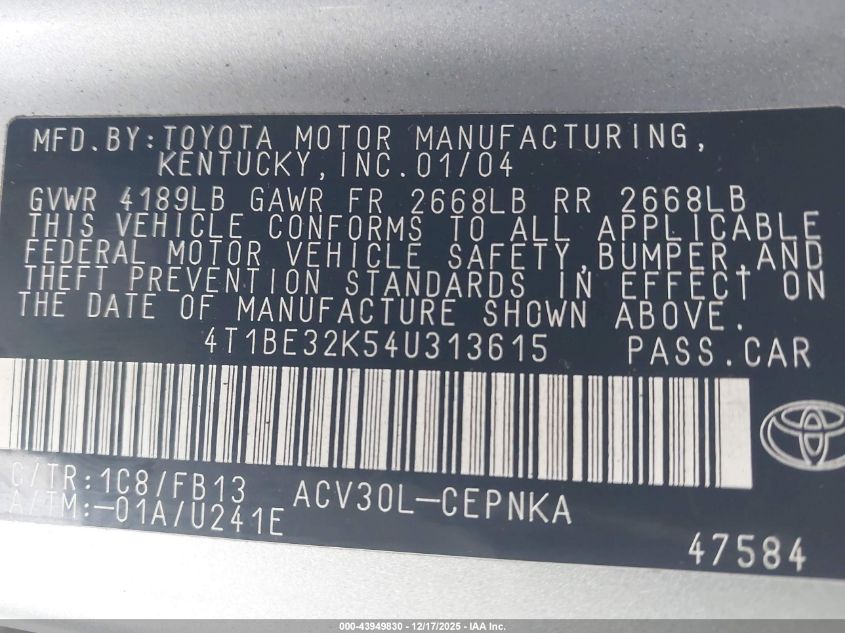 MFD.BY:TOYOTA MOTOR MANUFACTURING,
KENTUCKY,INC.01/04
GVWR 4189LB GAWR FR 2668LB RR 2668LB
THIS VEHICLE CONFORMS TO ALL APPLICABLE
FEDERAL MOTOR VEHICLE SAFETY,BUMPER,AND
THEFT PREVENTION STANDARDS IN EFFECT ON
THE DATE OF MANUFACTURE SHOWN ABOVE.
4T1BE32K54U313615 PASS.CAR
C/TR:1C8/FB13 ACV30L-CEPNKA
A/TM:-01A/U241E
47584
000-43949830 | 12/17/2025 - IAA Inc.